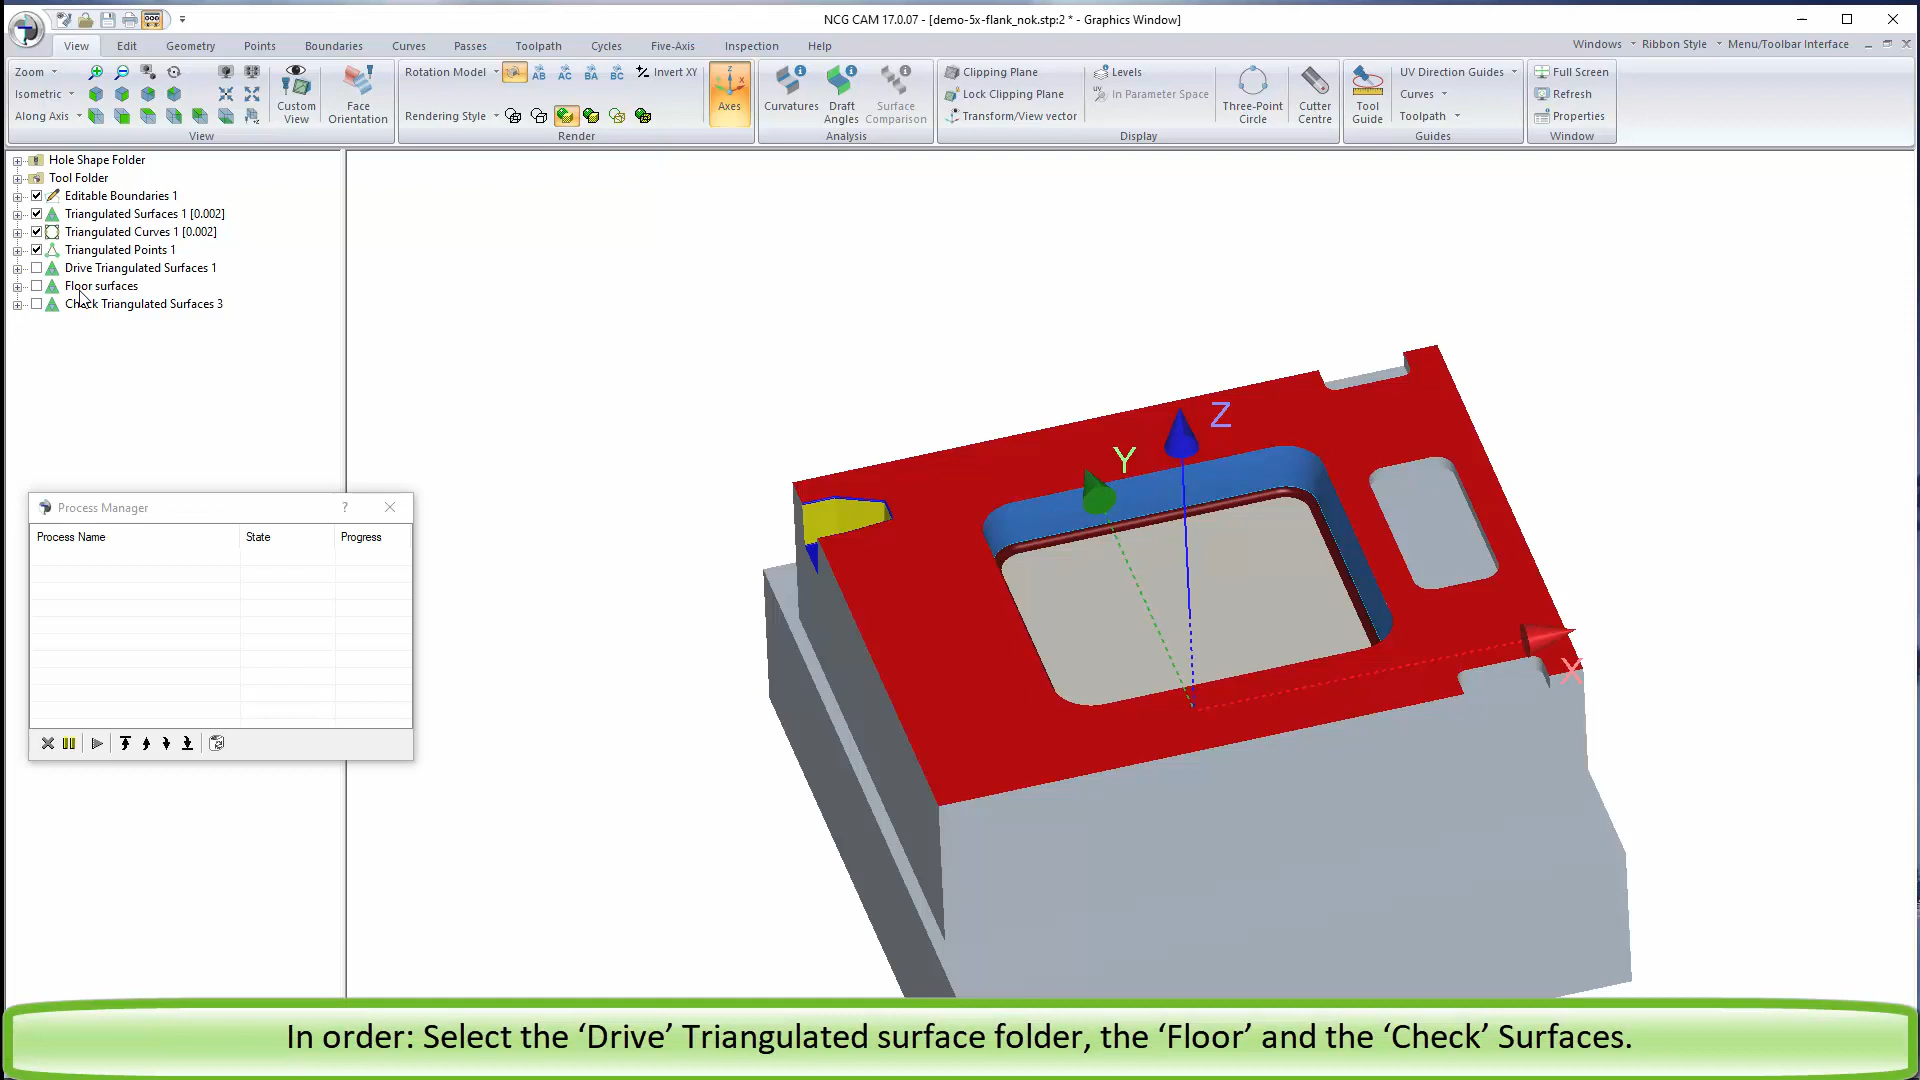 NCG CAM 17.0.07 - [demo-5x-flank_nok.stp:2 * - Graphics Window]
View Edit Geometry Points Boundaries Curves Passes Toolpath Cycles Five-Axis Inspection Help
Windows Ribbon Style Menu/Toolbar Interface
Zoom
Isometric
Along Axis
Custom View
Face Orientation
View
Rotation Model AB AC BA BC Invert XY
Rendering Style
Render
Axes
Curvatures
Draft Angles
Surface Comparison
Analysis
Clipping Plane
Lock Clipping Plane
Transform/View vector
Levels
In Parameter Space
Three-Point Circle
Cutter Centre
Display
Tool Guide
UV Direction Guides
Curves
Toolpath
Guides
Full Screen
Refresh
Properties
Window
Hole Shape Folder
Tool Folder
Editable Boundaries 1
Triangulated Surfaces 1 [0.002]
Triangulated Curves 1 [0.002]
Triangulated Points 1
Drive Triangulated Surfaces 1
Floor surfaces
Check Triangulated Surfaces 3
Process Manager ?
Process Name State Progress
Z
Y
X
In order: Select the ‘Drive’ Triangulated surface folder, the ‘Floor’ and the ‘Check’ Surfaces.